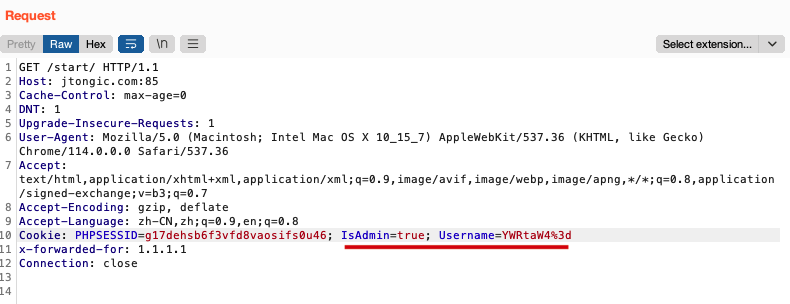 Request
Pretty Raw Hex \n Select extension...
1 GET /start/ HTTP/1.1
2 Host: jtongic.com:85
3 Cache-Control: max-age=0
4 DNT: 1
5 Upgrade-Insecure-Requests: 1
6 User-Agent: Mozilla/5.0 (Macintosh; Intel Mac OS X 10_15_7) AppleWebKit/537.36 (KHTML, like Gecko)
Chrome/114.0.0.0 Safari/537.36
7 Accept:
text/html,application/xhtml+xml,application/xml;q=0.9,image/avif,image/webp,image/apng,*/*;q=0.8,application
/signed-exchange;v=b3;q=0.7
8 Accept-Encoding: gzip, deflate
9 Accept-Language: zh-CN,zh;q=0.9,en;q=0.8
10 Cookie: PHPSESSID=g17dehsb6f3vfd8vaosifs0u46; IsAdmin=true; Username=YWRtaW4%3d
11 x-forwarded-for: 1.1.1.1
12 Connection: close
13
14